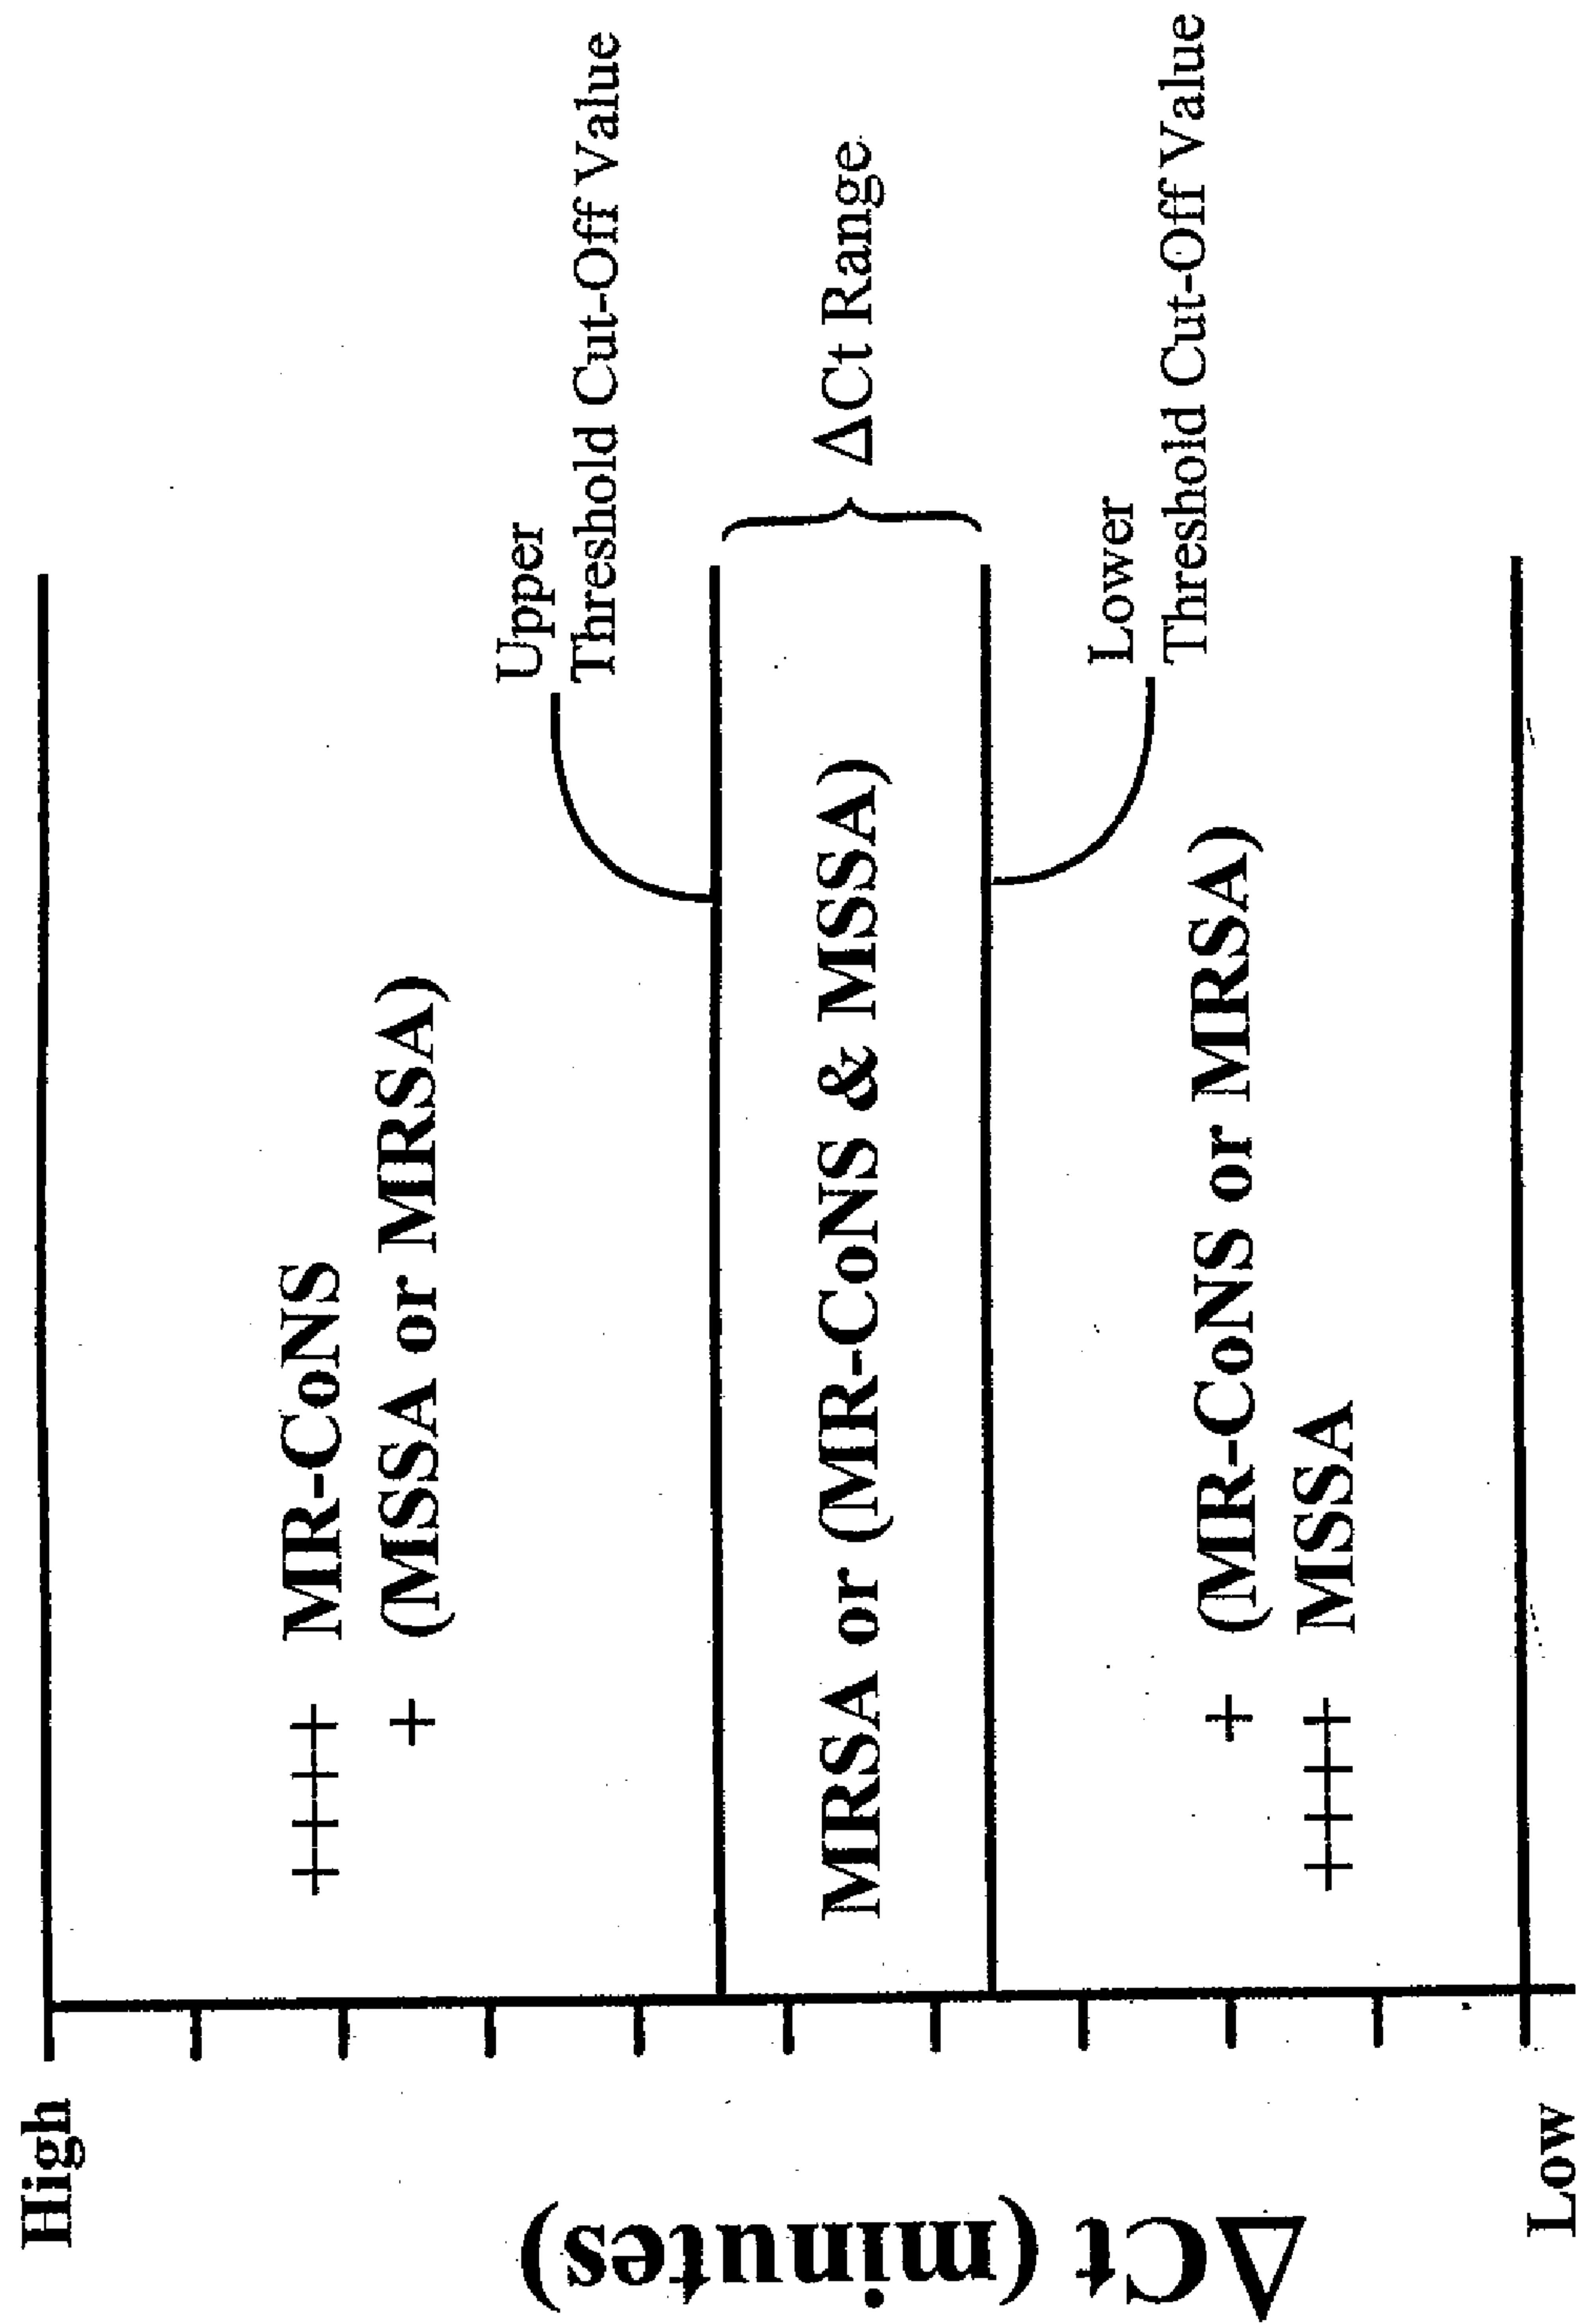 High
++++ MR-CoNS
+ (MSSA or MRSA)
Upper
Threshold Cut-Off Value
ΔCt (minutes)
MRSA or (MR-CoNS & MSSA)
ΔCt Range
Lower
Threshold Cut-Off Value
+ (MR-CoNS or MRSA)
++++ MSSA
Low